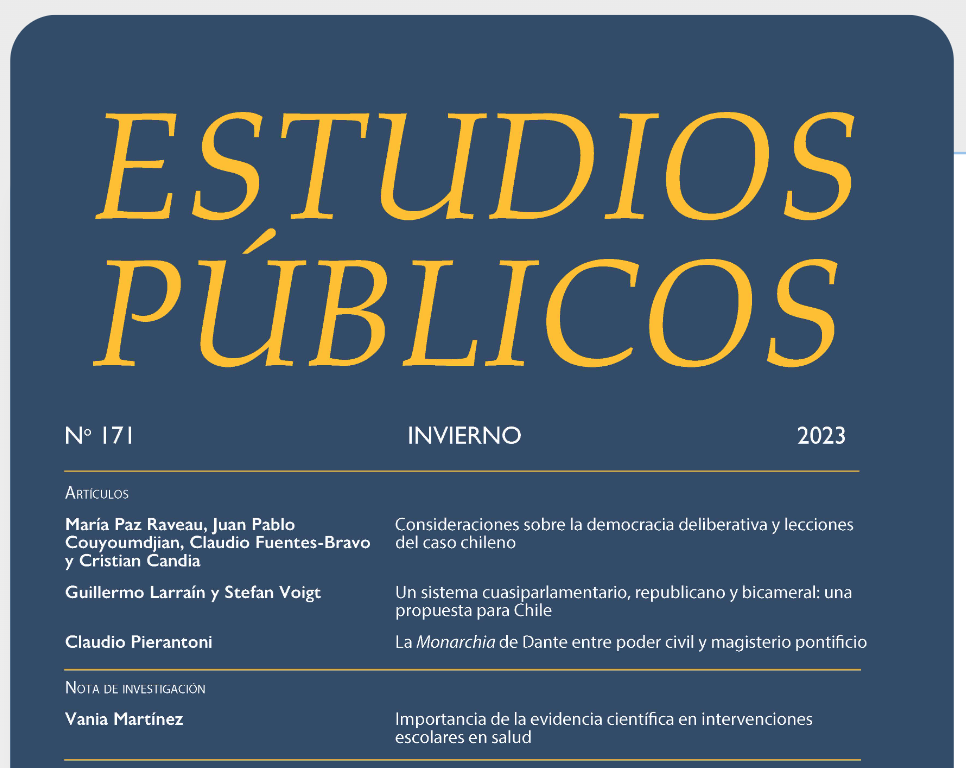 ESTUDIOS
PÚBLICOS
Nº 171 INVIERNO 2023
Artículos
María Paz Raveau, Juan Pablo
Couyoumdjian, Claudio Fuentes-Bravo
y Cristian Candia
Consideraciones sobre la democracia deliberativa y lecciones
del caso chileno
Guillermo Larraín y Stefan Voigt
Un sistema cuasiparlamentario, republicano y bicameral: una
propuesta para Chile
Claudio Pierantoni
La Monarchia de Dante entre poder civil y magisterio pontificio
Nota de investigación
Vania Martínez
Importancia de la evidencia científica en intervenciones
escolares en salud